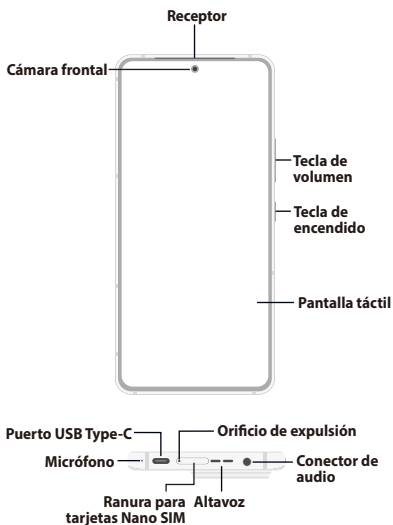 Receptor
Cámara frontal
Tecla de
volumen
Tecla de
encendido
Pantalla táctil
Puerto USB Type-C
Orificio de expulsión
Micrófono
Conector de
audio
Ranura para
tarjetas Nano SIM
Altavoz